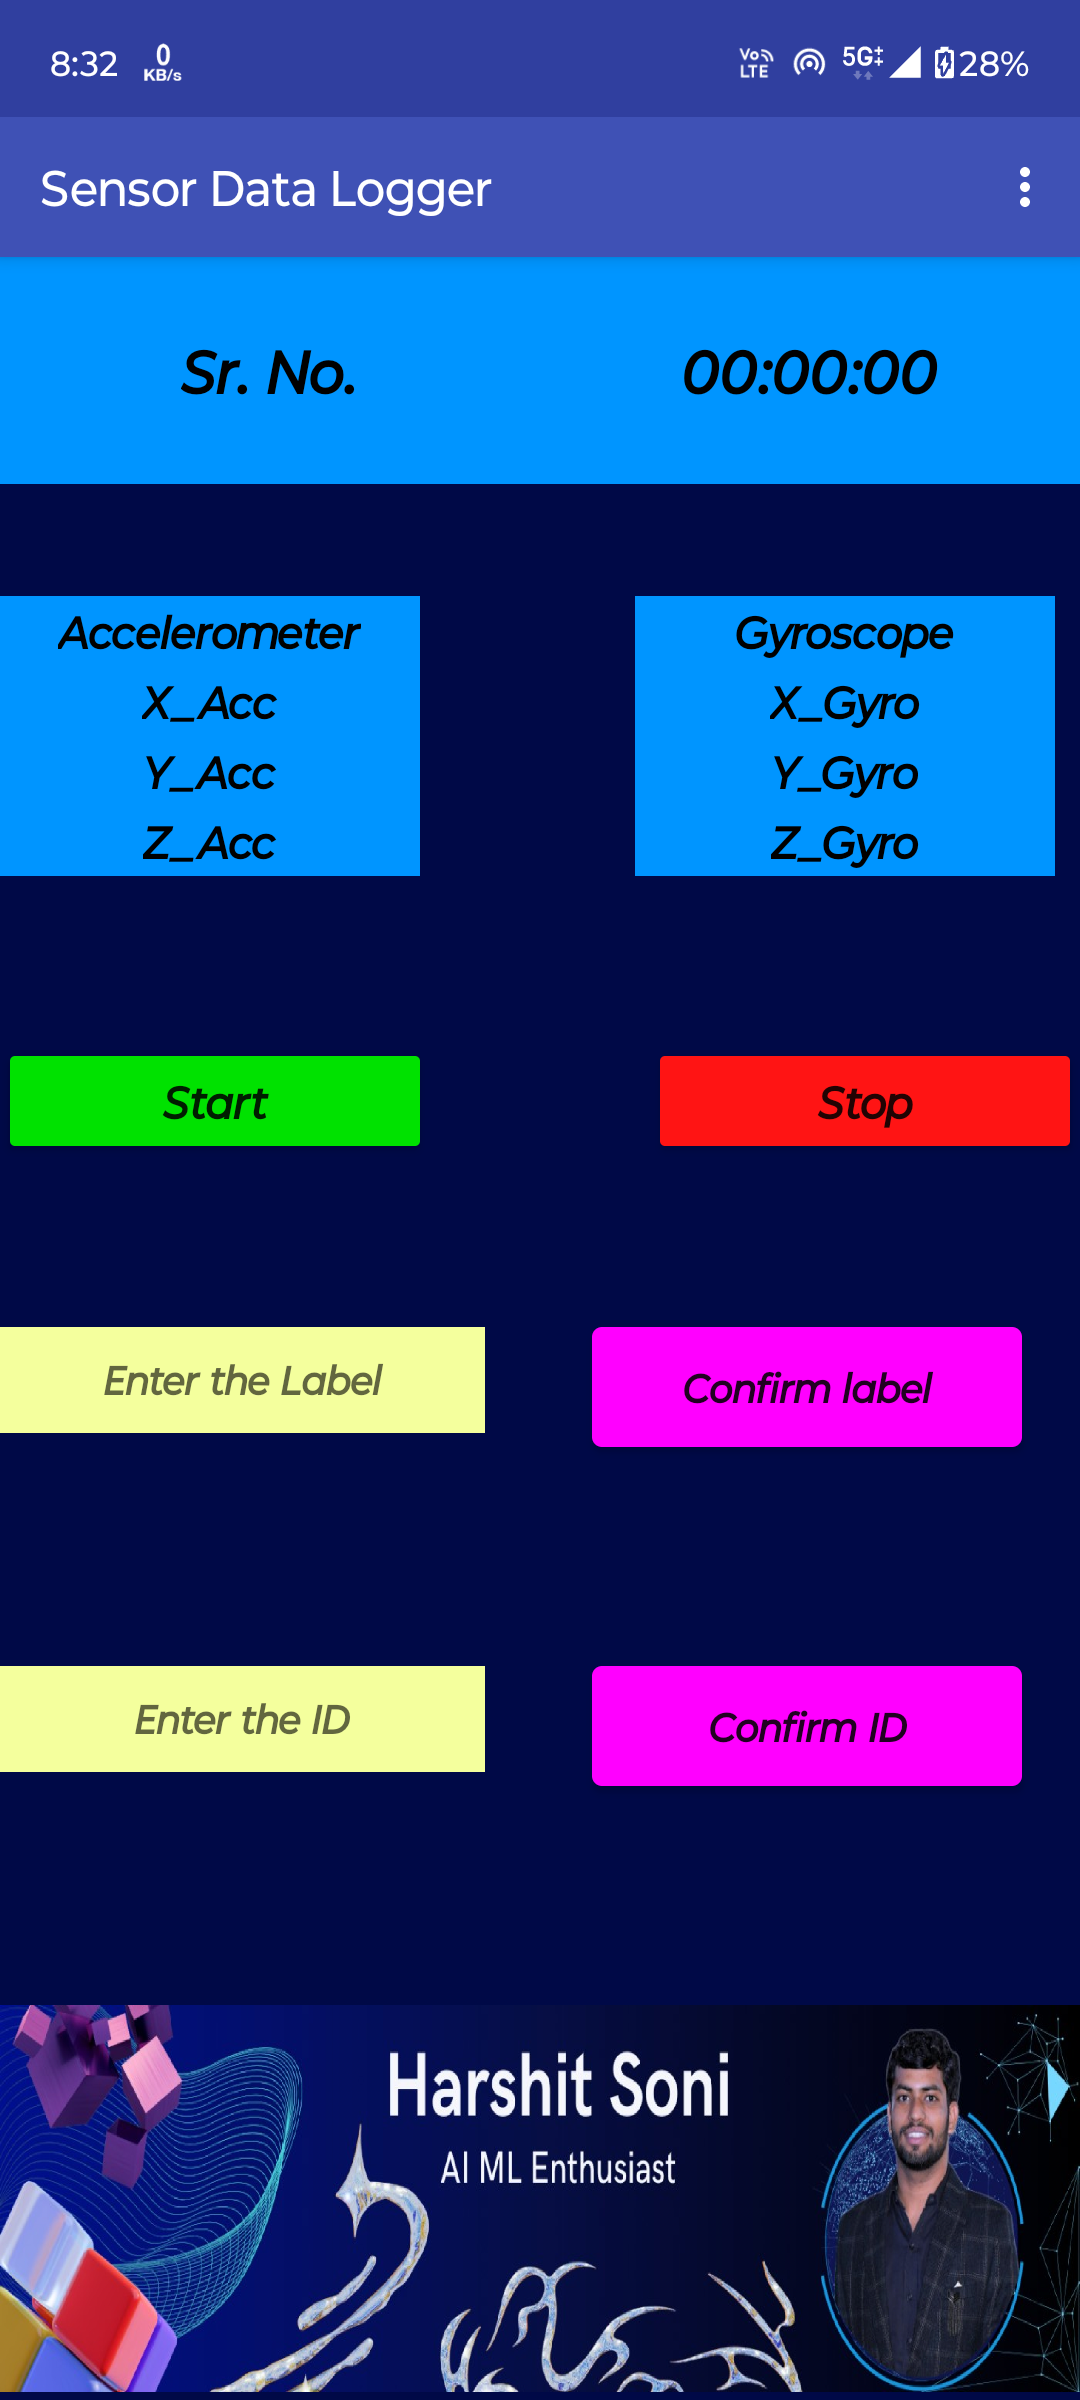 8:32 0 KB/s Vo LTE 5G 28%
Sensor Data Logger
Sr. No. 00:00:00
Accelerometer Gyroscope
X_Acc X_Gyro
Y_Acc Y_Gyro
Z_Acc Z_Gyro
Start Stop
Enter the Label Confirm label
Enter the ID Confirm ID
Harshit Soni
AI ML Enthusiast